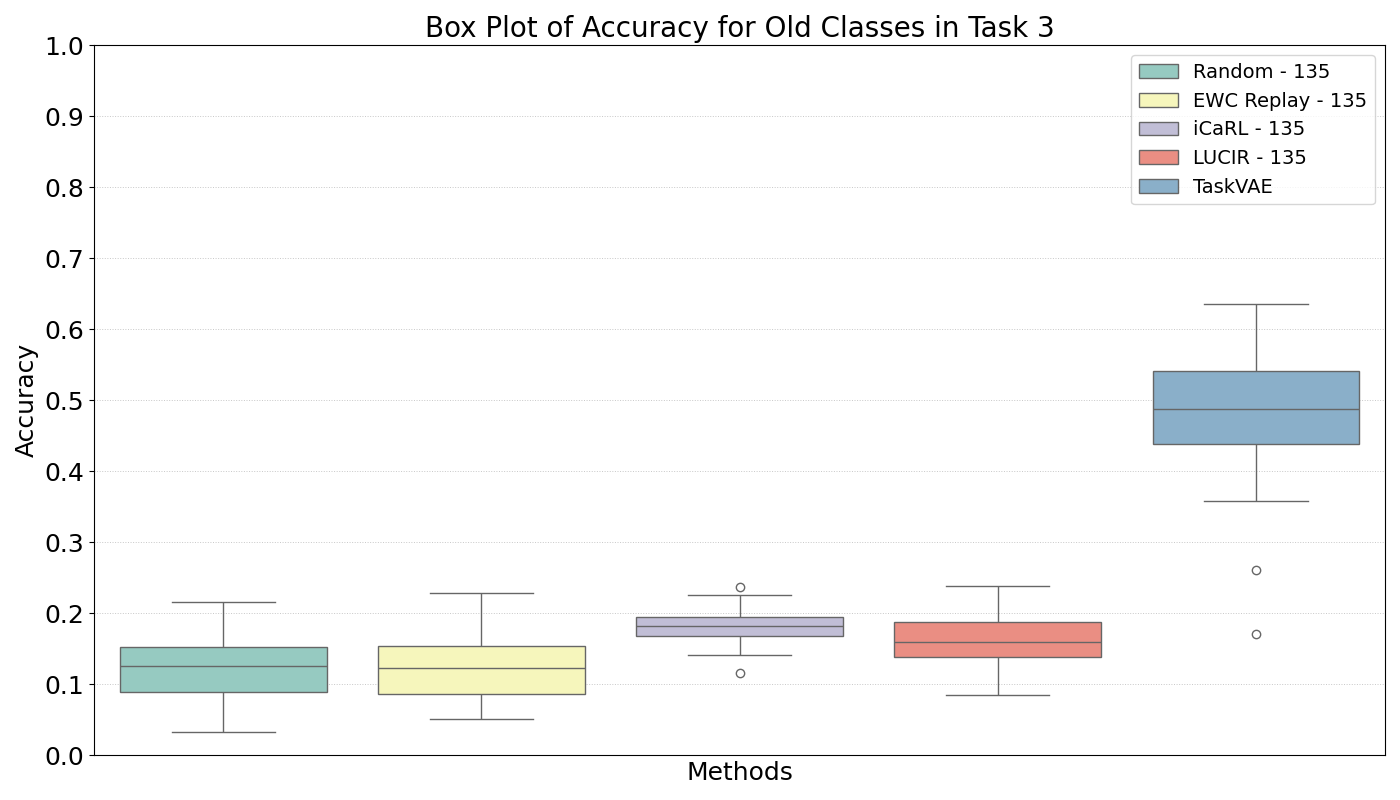 Box Plot of Accuracy for Old Classes in Task 3
1.0
0.9
0.8
0.7
0.6
0.5
0.4
0.3
0.2
0.1
0.0
Accuracy
Methods
Random - 135
EWC Replay - 135
iCaRL - 135
LUCIR - 135
TaskVAE